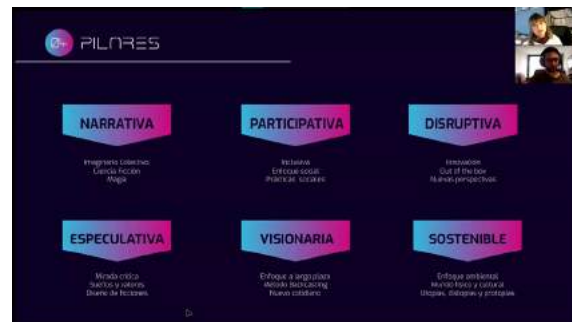 0+
PILARES
NARRATIVA
Imaginario colectivo
Ciencia Ficción
Magia
PARTICIPATIVA
Inclusiva
Enfoque social
Prácticas sociales
DISRUPTIVA
Innovación
Out of the box
Nuevas perspectivas
ESPECULATIVA
Mirada crítica
Sueños y valores
Diseño de ficciones
VISIONARIA
Enfoque a largo plazo
Método Backcasting
Nuevo cotidiano
SOSTENIBLE
Enfoque ambiental
Mundo físico y cultural
Utopías, distopías y protopías